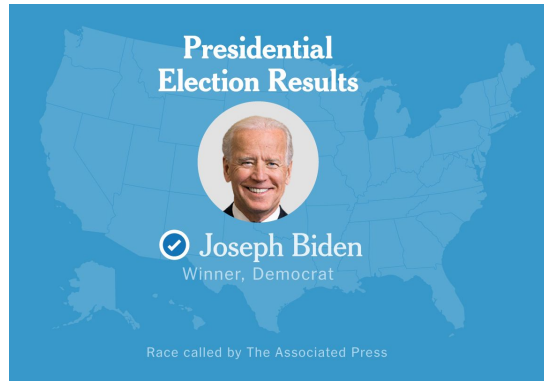 Presidential
Election Results
Joseph Biden
Winner, Democrat
Race called by The Associated Press